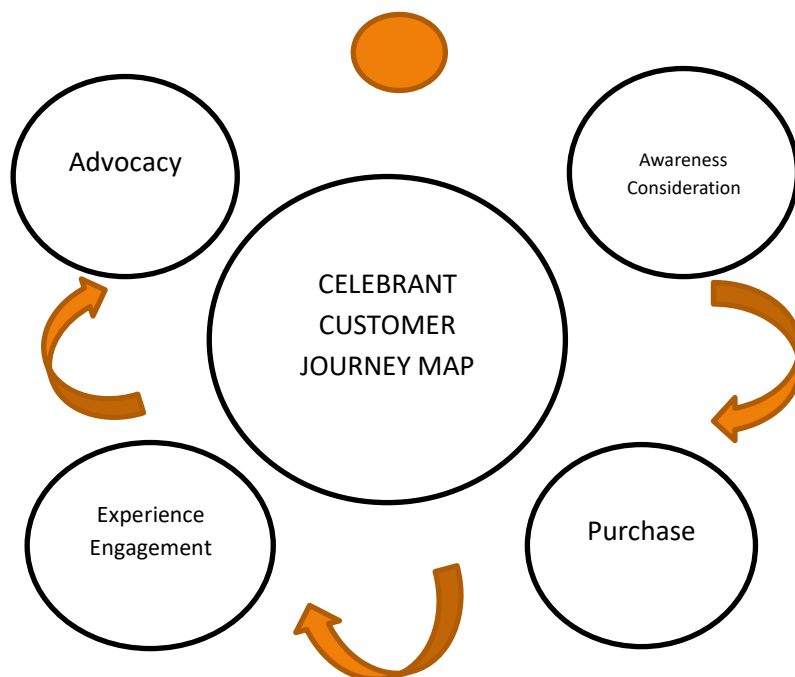 Advocacy
Awareness
Consideration
CELEBRANT
CUSTOMER
JOURNEY MAP
Experience
Engagement
Purchase